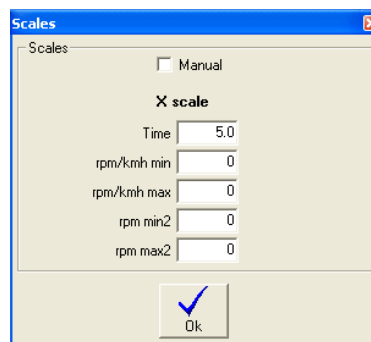 Scales
Scales
Manual
X scale
Time 5.0
rpm/kmh min 0
rpm/kmh max 0
rpm min2 0
rpm max2 0
Ok